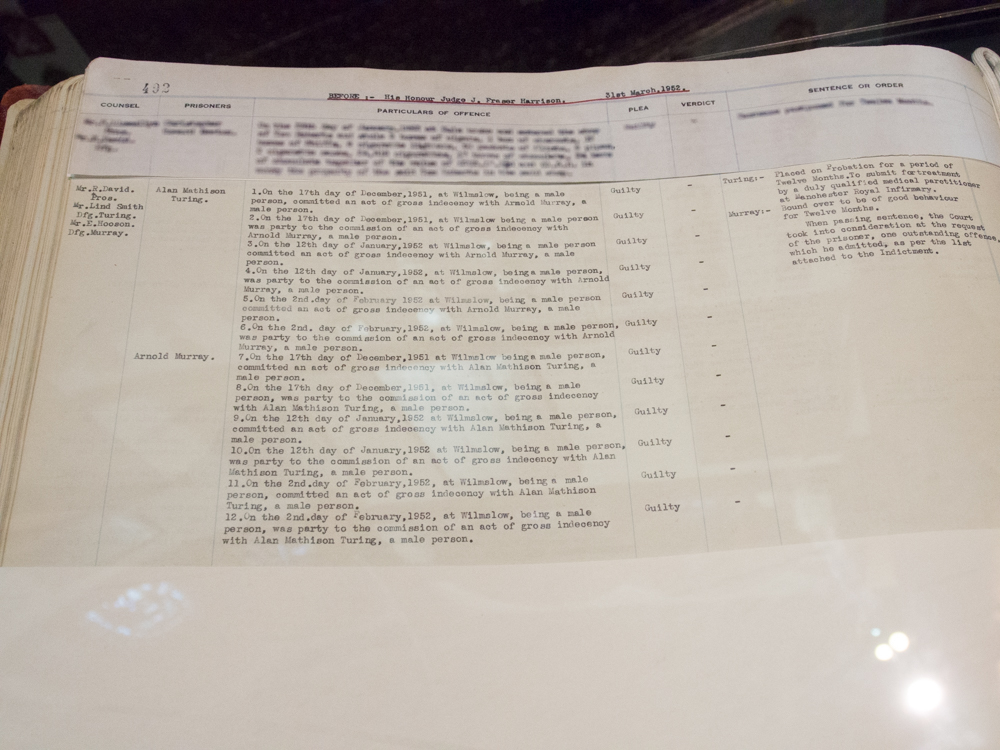 492
BEFORE :- His Honour Judge J. Fraser Harrison. 31st March,1952.
COUNSEL PRISONERS PARTICULARS OF OFFENCE PLEA VERDICT SENTENCE OR ORDER
Mr.R.David.
Pros.
Mr.Lind Smith
Dfg.Turing.
Mr.E.Hooson.
Dfg.Murray.
Alan Mathison
Turing.
1.On the 17th day of December,1951, at Wilmslow, being a male
person, committed an act of gross indecency with Arnold Murray, a
male person.
Guilty -
2.On the 17th day of December,1951, at Wilmslow, being a male person
was party to the commission of an act of gross indecency with
Arnold Murray, a male person.
Guilty -
3.On the 12th day of January,1952 at Wilmslow, being a male person
committed an act of gross indecency with Arnold Murray, a male
person.
Guilty -
4.On the 12th day of January,1952, at Wilmslow, being a male person,
was party to the commission of an act of gross indecency with Arnold
Murray, a male person.
Guilty -
5.On the 2nd.day of February 1952 at Wilmslow, being a male person
committed an act of gross indecency with Arnold Murray, a male
person.
Guilty -
6.On the 2nd. day of February,1952, at Wilmslow, being a male person,
was party to the commission of an act of gross indecency with Arnold
Murray, a male person.
Guilty -
Arnold Murray.
7.On the 17th day of December,1951 at Wilmslow being a male person,
committed an act of gross indecency with Alan Mathison Turing, a
male person.
Guilty -
8.On the 17th day of December,1951, at Wilmslow, being a male
person, was party to the commission of an act of gross indecency
with Alan Mathison Turing, a male person.
Guilty -
9.On the 12th day of January,1952 at Wilmslow, being a male person,
committed an act of gross indecency with Alan Mathison Turing, a
male person.
Guilty -
10.On the 12th day of January,1952 at Wilmslow, being a male person,
was party to the commission of an act of gross indecency with Alan
Mathison Turing, a male person.
Guilty -
11.On the 2nd.day of February,1952, at Wilmslow, being a male
person, committed an act of gross indecency with Alan Mathison
Turing, a male person.
Guilty -
12.On the 2nd.day of February,1952, at Wilmslow, being a male
person, was party to the commission of an act of gross indecency
with Alan Mathison Turing, a male person.
Guilty -
Turing:- Placed on Probation for a period of
Twelve Months.To submit for treatment
by a duly qualified medical partitioner
at Manchester Royal Infirmary.
Murray:- Bound over to be of good behaviour
for Twelve Months.
When passing sentence, the Court
took into consideration at the request
of the prisoner, one outstanding offence,
which he admitted, as per the list
attached to the Indictment.